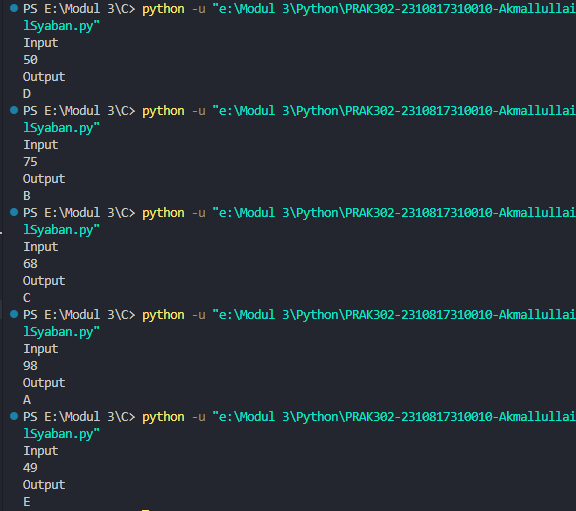 PS E:\Modul 3\C> python -u "e:\Modul 3\Python\PRAK302-2310817310010-Akmallullai
lSyaban.py"
Input
50
Output
D
PS E:\Modul 3\C> python -u "e:\Modul 3\Python\PRAK302-2310817310010-Akmallullai
lSyaban.py"
Input
75
Output
B
PS E:\Modul 3\C> python -u "e:\Modul 3\Python\PRAK302-2310817310010-Akmallullai
lSyaban.py"
Input
68
Output
C
PS E:\Modul 3\C> python -u "e:\Modul 3\Python\PRAK302-2310817310010-Akmallullai
lSyaban.py"
Input
98
Output
A
PS E:\Modul 3\C> python -u "e:\Modul 3\Python\PRAK302-2310817310010-Akmallullai
lSyaban.py"
Input
49
Output
E